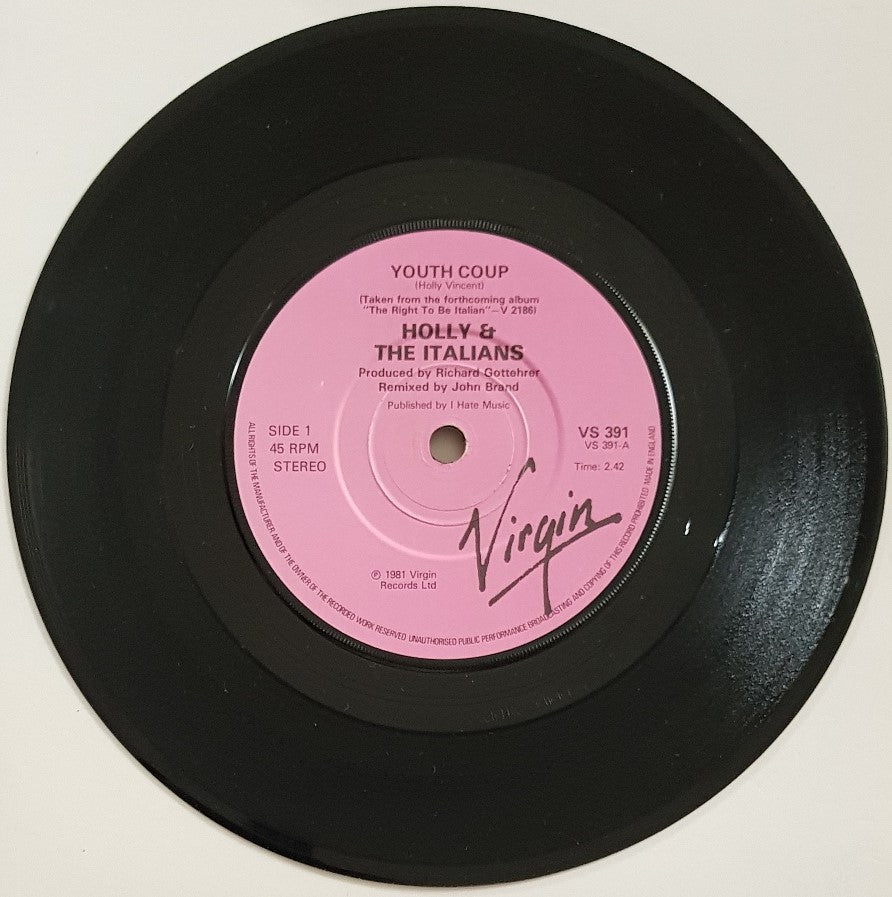 YOUTH COUP
(Holly Vincent)
(Taken from the forthcoming album
"The Right To Be Italian"—V 2186)
HOLLY &
THE ITALIANS
Produced by Richard Gottehrer
Remixed by John Brand
Published by I Hate Music
SIDE 1
45 RPM
STEREO
VS 391
VS 391-A
Time: 2.42
Virgin
℗ 1981 Virgin
Records Ltd
ALL RIGHTS OF THE MANUFACTURER AND OF THE OWNER OF THE RECORDED WORK RESERVED. UNAUTHORISED PUBLIC PERFORMANCE BROADCASTING AND COPYING OF THIS RECORD PROHIBITED. MADE IN ENGLAND